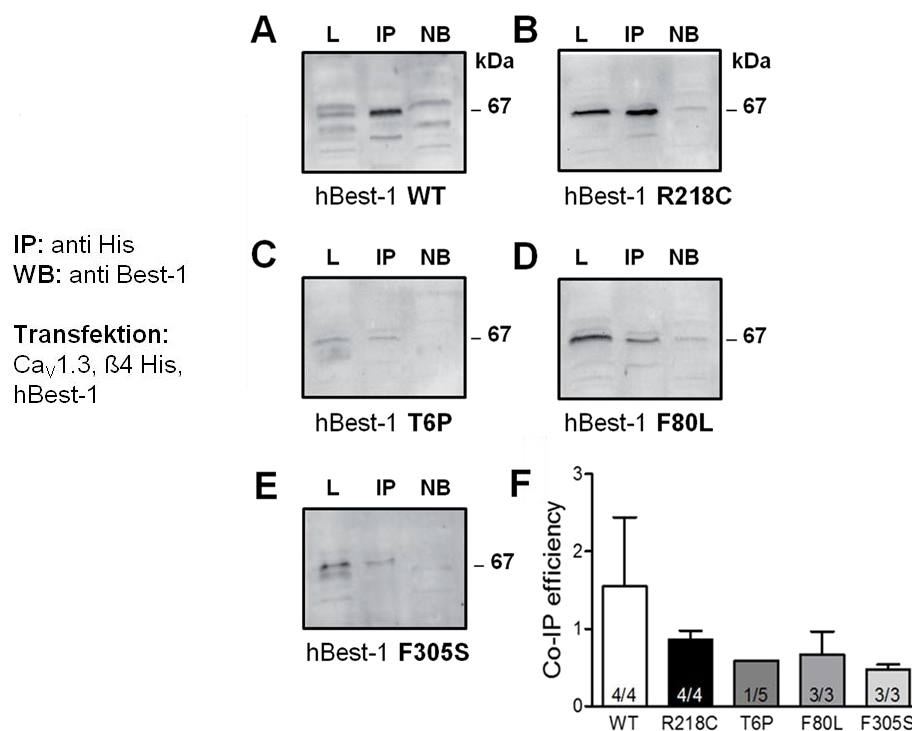 A
L IP NB
kDa
– 67
hBest-1 WT
B
L IP NB
kDa
– 67
hBest-1 R218C
IP: anti His
WB: anti Best-1
Transfektion:
CaV1.3, ß4 His,
hBest-1
C
L IP NB
– 67
hBest-1 T6P
D
L IP NB
– 67
hBest-1 F80L
E
L IP NB
– 67
hBest-1 F305S
F
Co-IP efficiency
3
2
1
0
4/4 4/4 1/5 3/3 3/3
WT R218C T6P F80L F305S